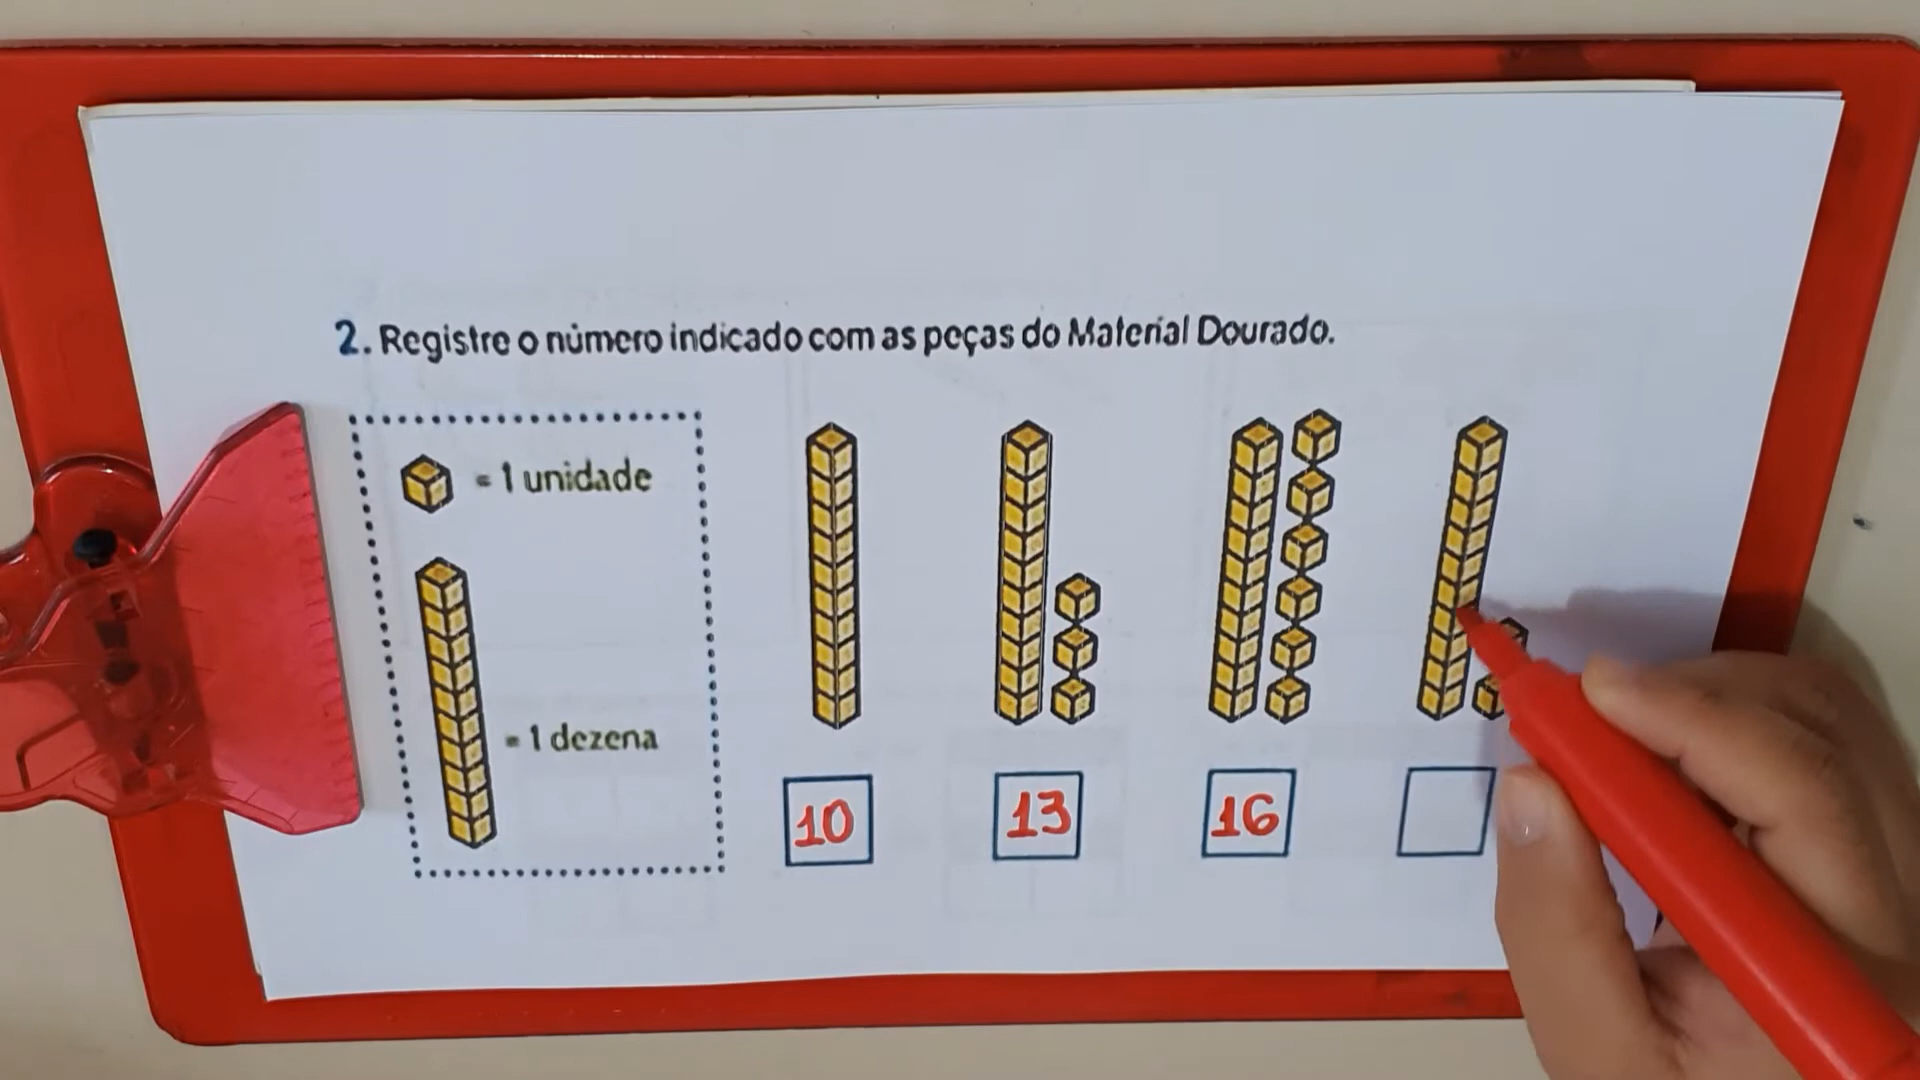 2. Registre o número indicado com as peças do Material Dourado.
= 1 unidade
= 1 dezena
10
13
16